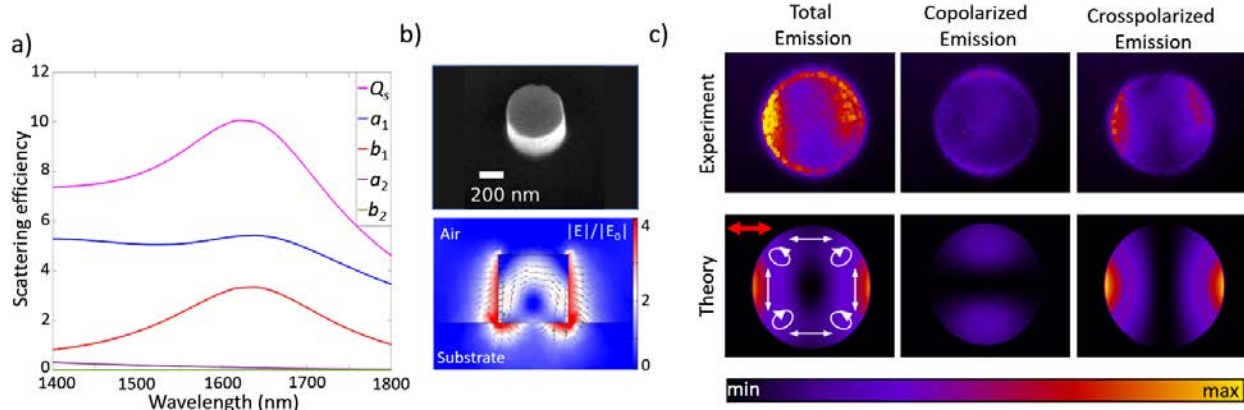 a)
12
10
8
6
4
2
0
1400
1500
1600
1700
1800
Scattering efficiency
Wavelength (nm)
Qs
a1
b1
a2
b2
b)
200 nm
Air
|E|/|E0|
Substrate
4
2
0
c)
Total
Emission
Copolarized
Emission
Crosspolarized
Emission
Experiment
Theory
min
max